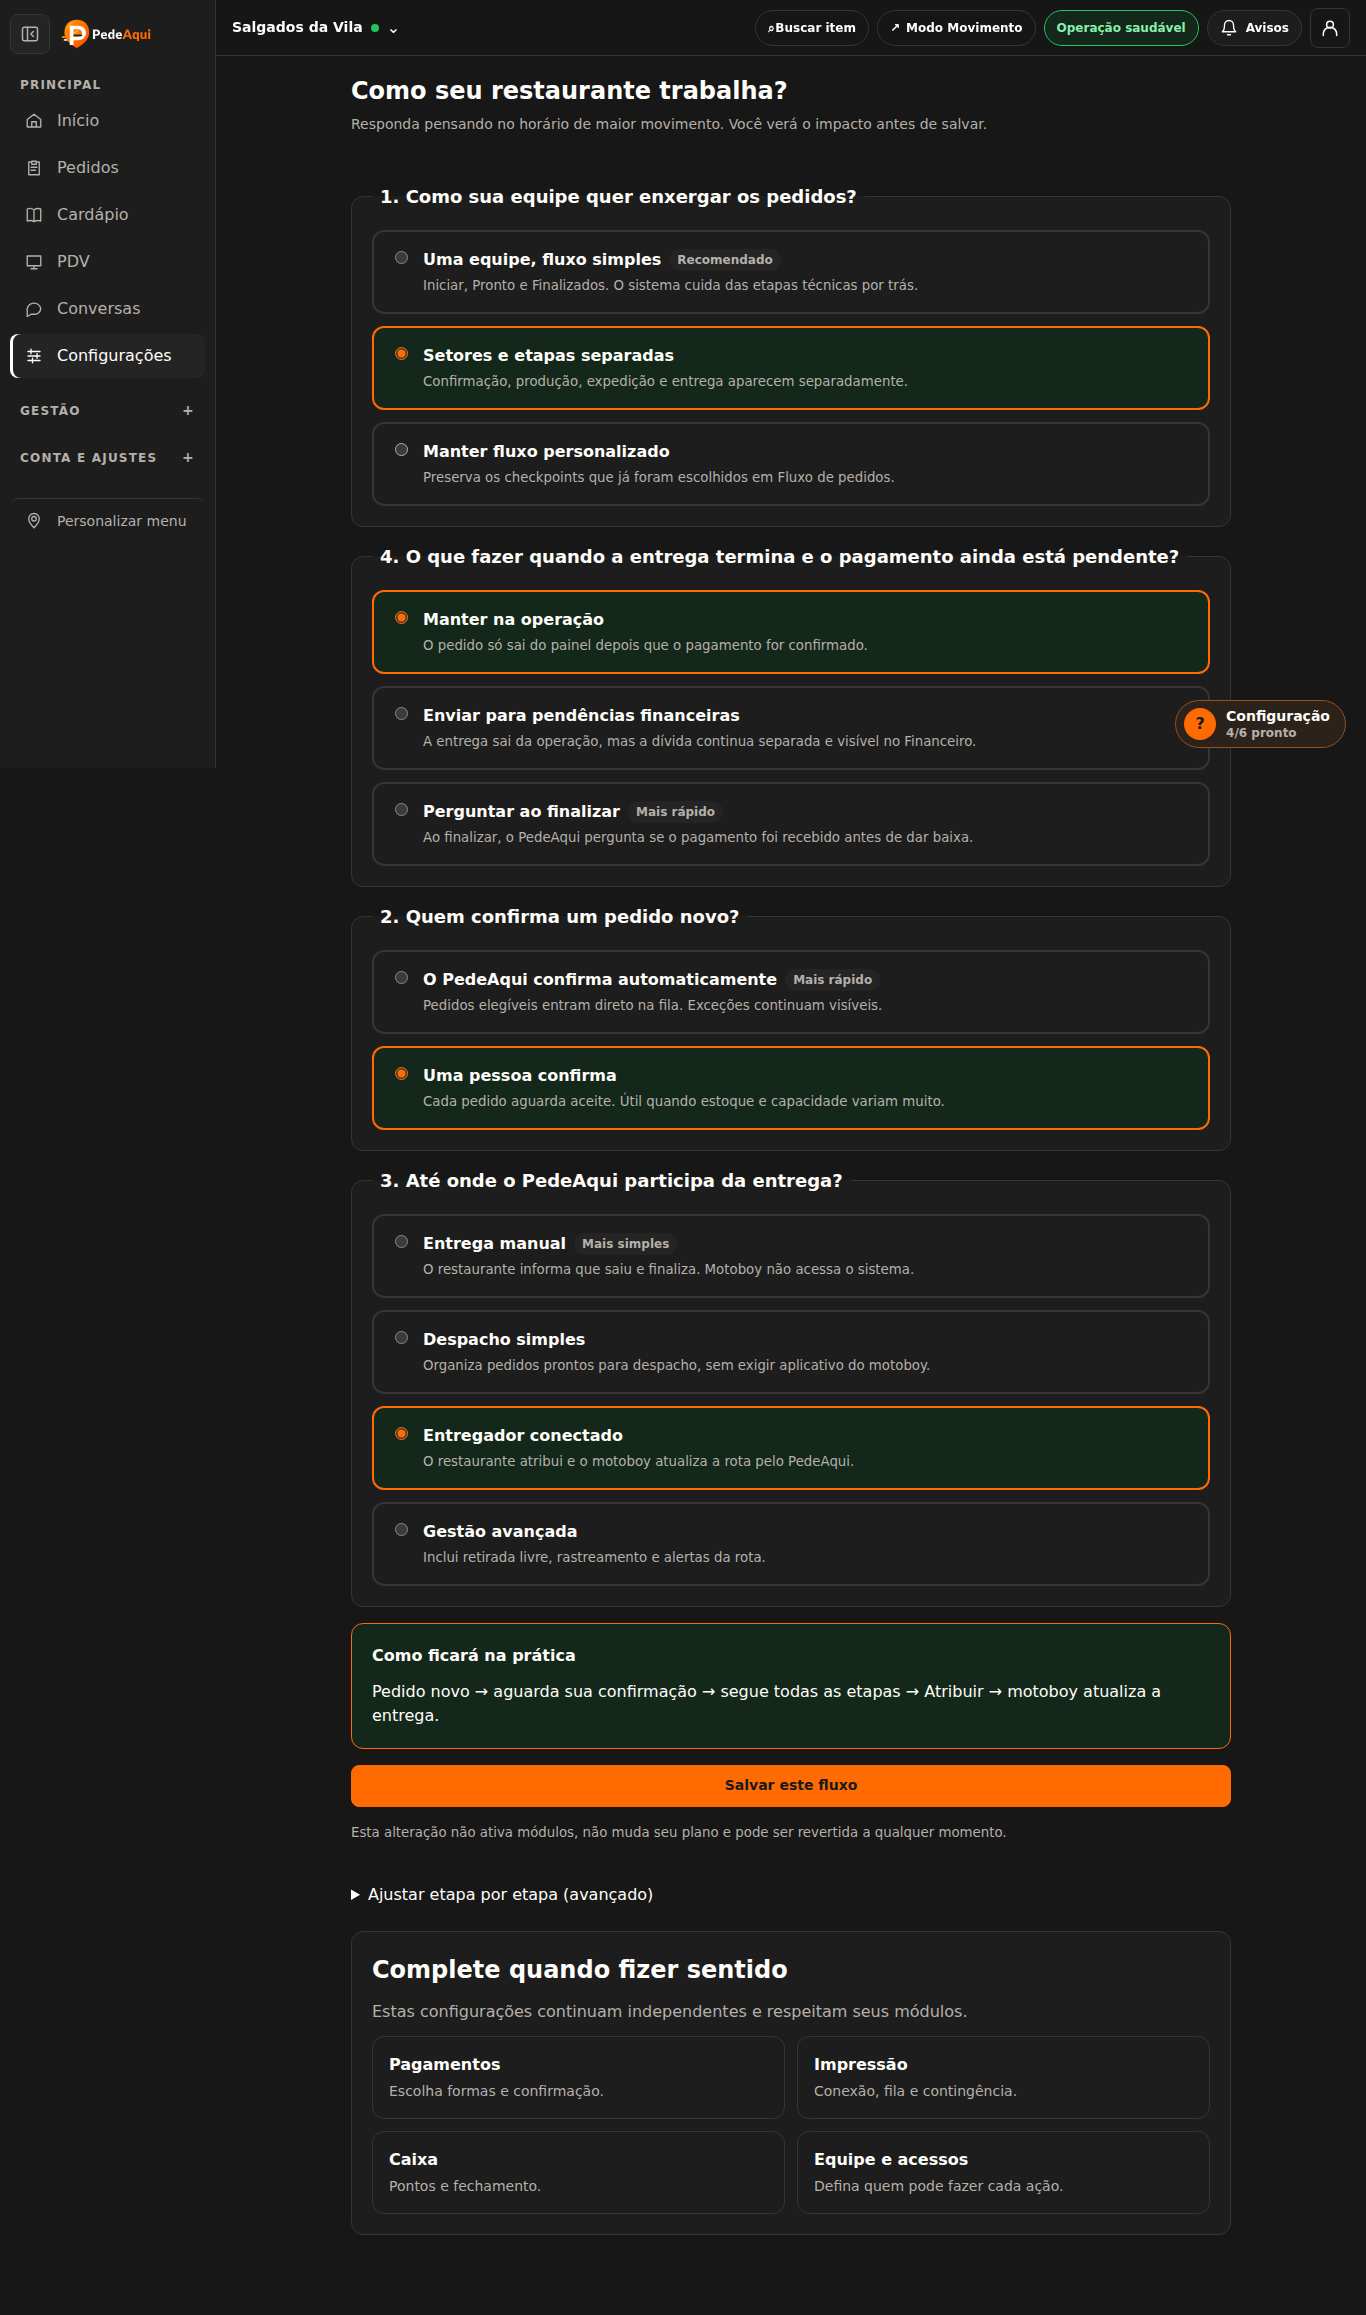 PedeAqui
PRINCIPAL
Início
Pedidos
Cardápio
PDV
Conversas
Configurações
GESTÃO +
CONTA E AJUSTES +
Personalizar menu
Salgados da Vila
Buscar item
↗ Modo Movimento
Operação saudável
Avisos
Como seu restaurante trabalha?
Responda pensando no horário de maior movimento. Você verá o impacto antes de salvar.
1. Como sua equipe quer enxergar os pedidos?
Uma equipe, fluxo simples Recomendado
Iniciar, Pronto e Finalizados. O sistema cuida das etapas técnicas por trás.
Setores e etapas separadas
Confirmação, produção, expedição e entrega aparecem separadamente.
Manter fluxo personalizado
Preserva os checkpoints que já foram escolhidos em Fluxo de pedidos.
4. O que fazer quando a entrega termina e o pagamento ainda está pendente?
Manter na operação
O pedido só sai do painel depois que o pagamento for confirmado.
Enviar para pendências financeiras
A entrega sai da operação, mas a dívida continua separada e visível no Financeiro.
Perguntar ao finalizar Mais rápido
Ao finalizar, o PedeAqui pergunta se o pagamento foi recebido antes de dar baixa.
? Configuração
4/6 pronto
2. Quem confirma um pedido novo?
O PedeAqui confirma automaticamente Mais rápido
Pedidos elegíveis entram direto na fila. Exceções continuam visíveis.
Uma pessoa confirma
Cada pedido aguarda aceite. Útil quando estoque e capacidade variam muito.
3. Até onde o PedeAqui participa da entrega?
Entrega manual Mais simples
O restaurante informa que saiu e finaliza. Motoboy não acessa o sistema.
Despacho simples
Organiza pedidos prontos para despacho, sem exigir aplicativo do motoboy.
Entregador conectado
O restaurante atribui e o motoboy atualiza a rota pelo PedeAqui.
Gestão avançada
Inclui retirada livre, rastreamento e alertas da rota.
Como ficará na prática
Pedido novo → aguarda sua confirmação → segue todas as etapas → Atribuir → motoboy atualiza a
entrega.
Salvar este fluxo
Esta alteração não ativa módulos, não muda seu plano e pode ser revertida a qualquer momento.
Ajustar etapa por etapa (avançado)
Complete quando fizer sentido
Estas configurações continuam independentes e respeitam seus módulos.
Pagamentos
Escolha formas e confirmação.
Impressão
Conexão, fila e contingência.
Caixa
Pontos e fechamento.
Equipe e acessos
Defina quem pode fazer cada ação.